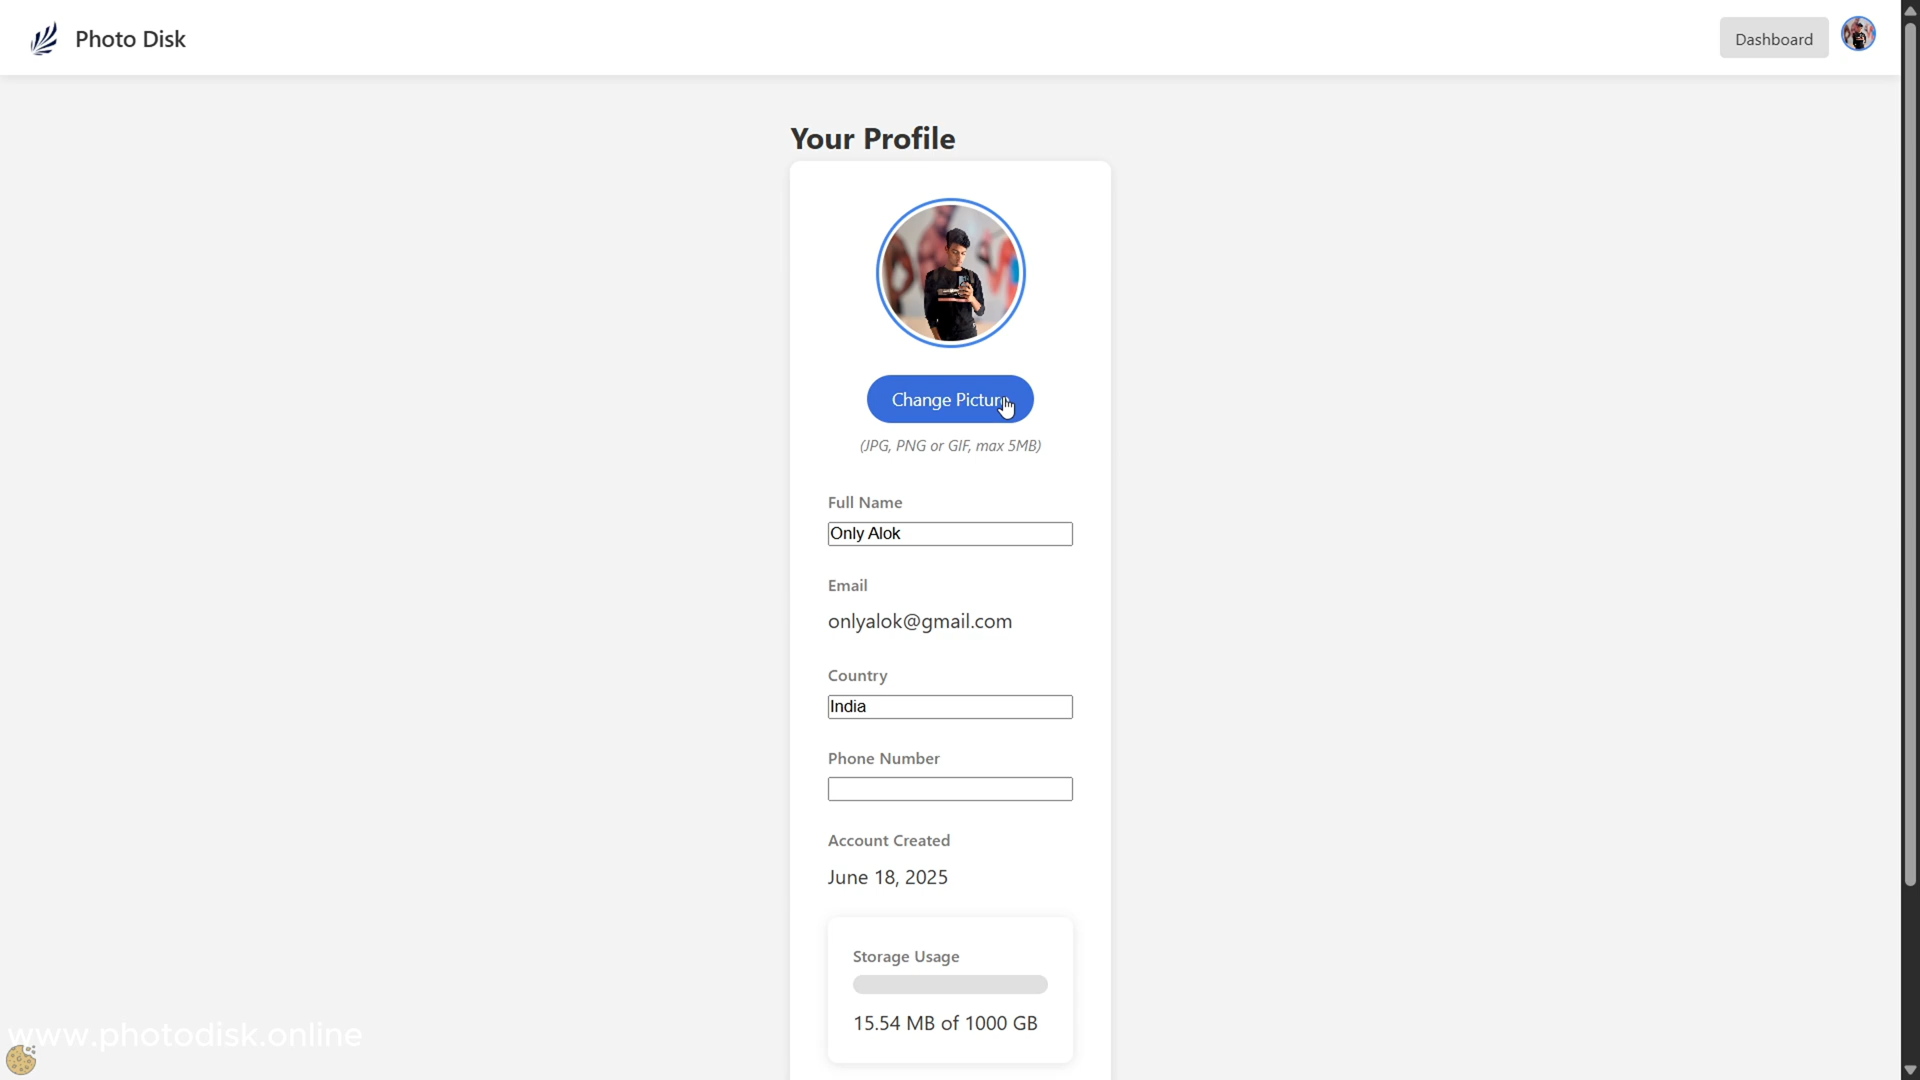 Photo Disk
Dashboard
Your Profile
Change Picture
(JPG, PNG or GIF, max 5MB)
Full Name
Only Alok
Email
onlyalok@gmail.com
Country
India
Phone Number
Account Created
June 18, 2025
Storage Usage
15.54 MB of 1000 GB
www.photodisk.online